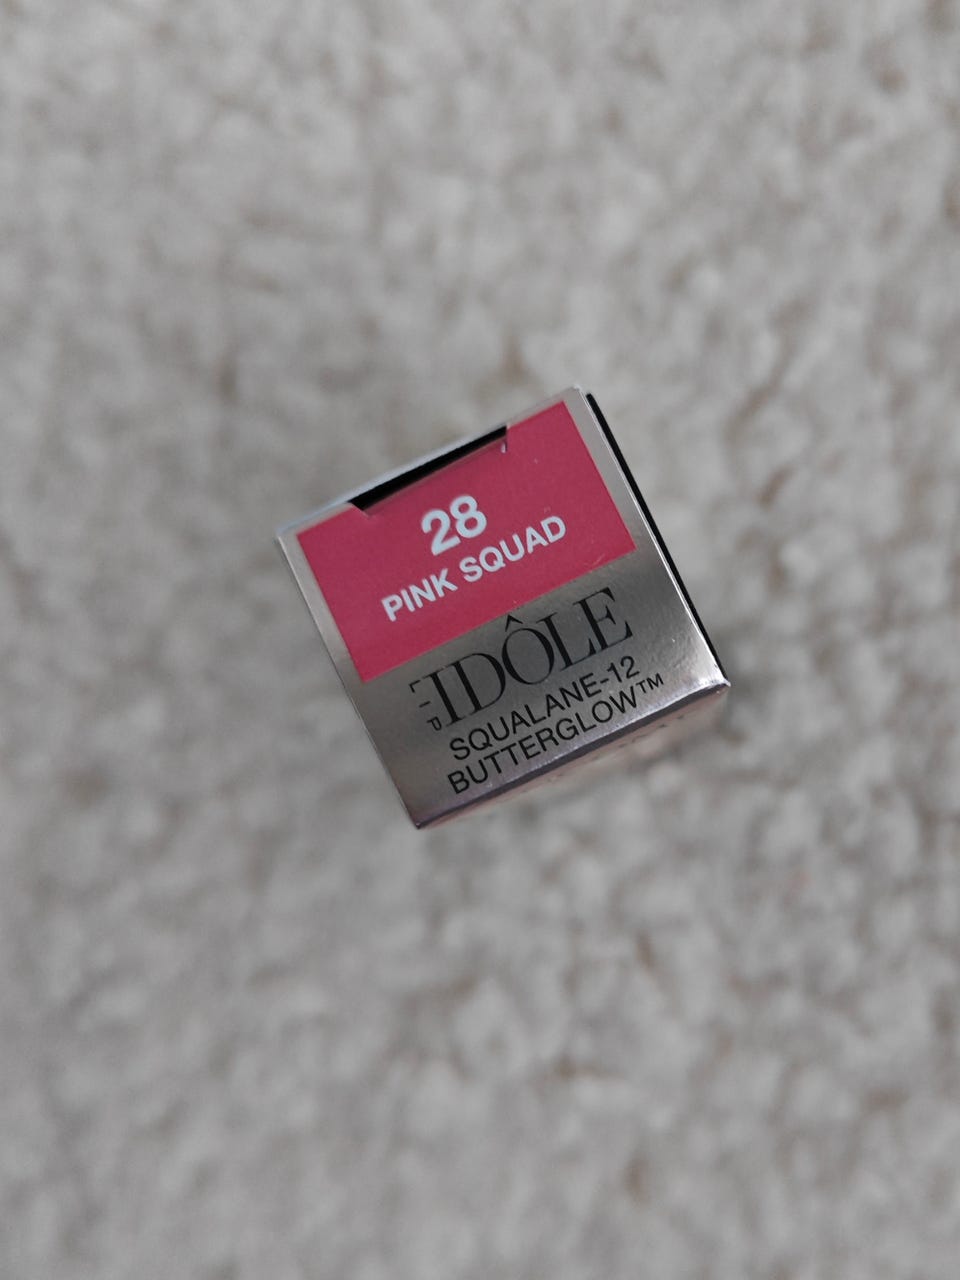 28
PINK SQUAD
IDÔLE
SQUALANE-12
BUTTERGLOW™